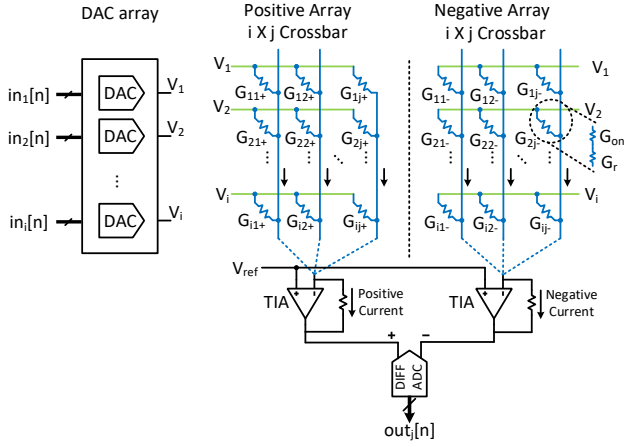 DAC array
Positive Array
i X j Crossbar
Negative Array
i X j Crossbar
in1[n]
DAC
V1
in2[n]
DAC
V2
...
ini[n]
DAC
Vi
V1
G11+ G12+ G1j+
V2
G21+ G22+ G2j+
... ... ... ...
Vi
Gi1+ Gi2+ Gij+
V1
G11- G12- G1j-
V2
G21- G22- G2j-
Gon
Gr
... ... ... ...
Vi
Gi1- Gi2- Gij-
Vref
+ -
TIA
Positive
Current
+ -
TIA
Negative
Current
+ −
DIFF
ADC
outj[n]